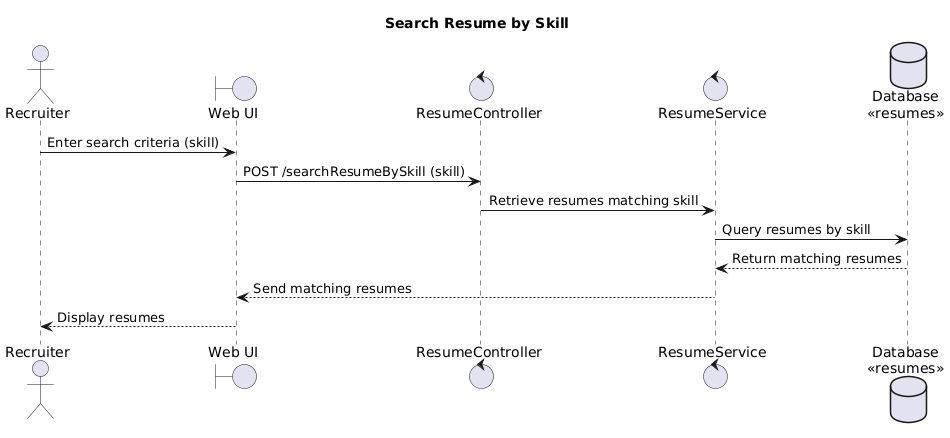 Search Resume by Skill
Recruiter
Web UI
ResumeController
ResumeService
Database
«resumes»
Enter search criteria (skill)
POST /searchResumeBySkill (skill)
Retrieve resumes matching skill
Query resumes by skill
Return matching resumes
Send matching resumes
Display resumes
Recruiter
Web UI
ResumeController
ResumeService
Database
«resumes»